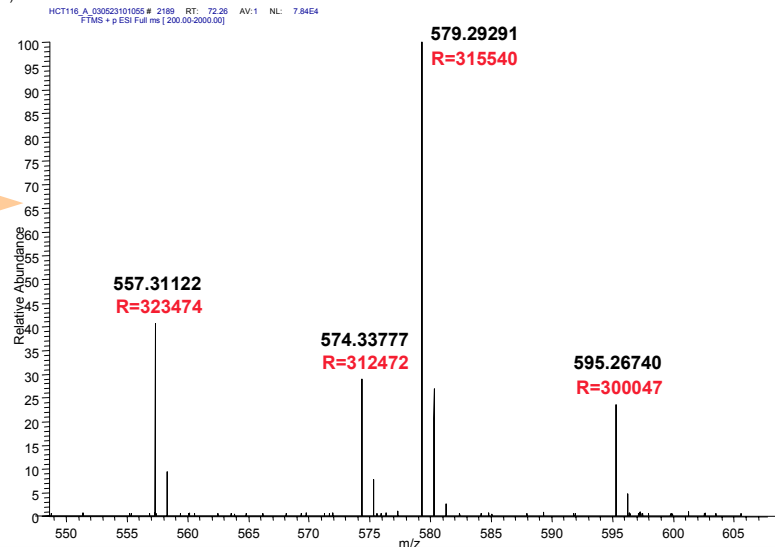 )
HCT116_A_030523101055 # 2189 RT: 72.26 AV: 1 NL: 7.84E4
FTMS + p ESI Full ms [ 200.00-2000.00]
579.29291
R=315540
557.31122
R=323474
574.33777
R=312472
595.26740
R=300047
Relative Abundance
100
95
90
85
80
75
70
65
60
55
50
45
40
35
30
25
20
15
10
5
0
550 555 560 565 570 575 580 585 590 595 600 605
m/z